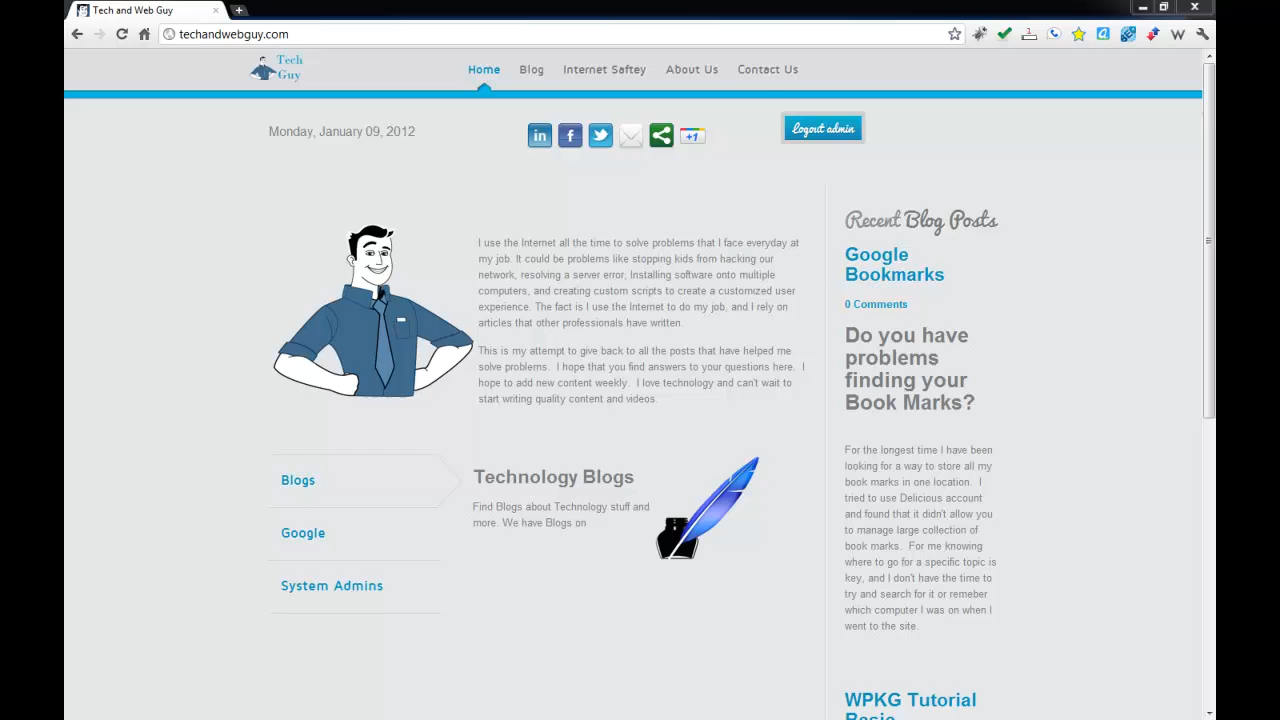 Tech and Web Guy
techandwebguy.com
Tech
Guy
Home Blog Internet Saftey About Us Contact Us
Monday, January 09, 2012
in f +1
Logout admin
I use the Internet all the time to solve problems that I face everyday at
my job. It could be problems like stopping kids from hacking our
network, resolving a server error, Installing software onto multiple
computers, and creating custom scripts to create a customized user
experience. The fact is I use the Internet to do my job, and I rely on
articles that other professionals have written.
This is my attempt to give back to all the posts that have helped me
solve problems. I hope that you find answers to your questions here. I
hope to add new content weekly. I love technology and can't wait to
start writing quality content and videos.
Blogs
Google
System Admins
Technology Blogs
Find Blogs about Technology stuff and
more. We have Blogs on
Recent Blog Posts
Google
Bookmarks
0 Comments
Do you have
problems
finding your
Book Marks?
For the longest time I have been
looking for a way to store all my
book marks in one location. I
tried to use Delicious account
and found that it didn't allow you
to manage large collection of
book marks. For me knowing
where to go for a specific topic is
key, and I don't have the time to
try and search for it or remeber
which computer I was on when I
went to the site.
WPKG Tutorial
Basic